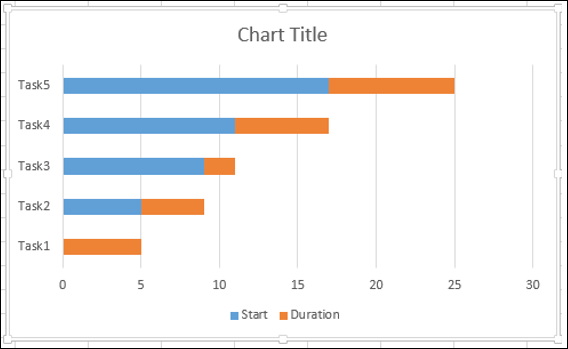 Chart Title
Task5
Task4
Task3
Task2
Task1
0 5 10 15 20 25 30
Start Duration